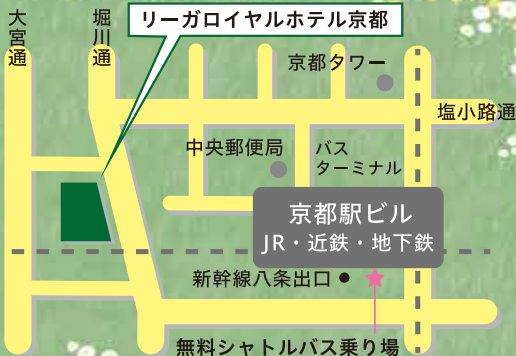 大宮通
堀川通
リーガロイヤルホテル京都
京都タワー
塩小路通
中央郵便局
バス
ターミナル
京都駅ビル
JR・近鉄・地下鉄
新幹線八条出口
無料シャトルバス乗り場